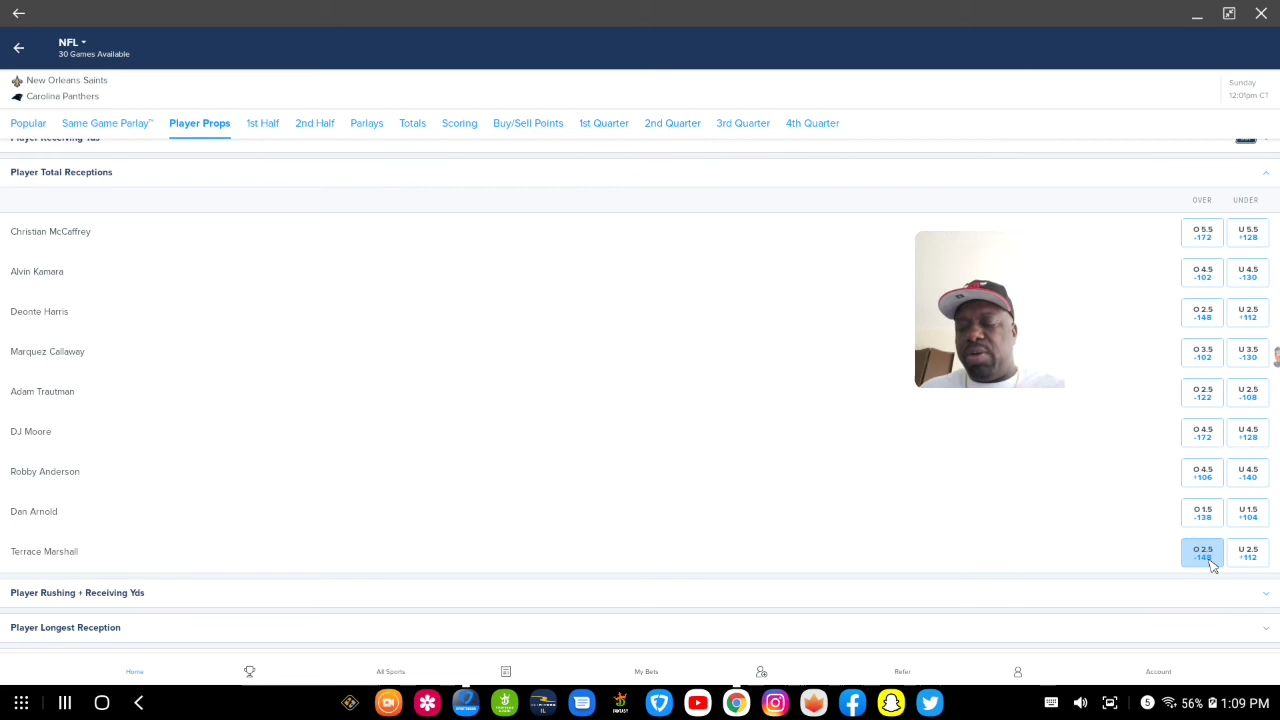 NFL
30 Games Available
New Orleans Saints
Carolina Panthers
Sunday
12:01pm CT
Popular Same Game Parlay™ Player Props 1st Half 2nd Half Parlays Totals Scoring Buy/Sell Points 1st Quarter 2nd Quarter 3rd Quarter 4th Quarter
Player Receiving Yds
Player Total Receptions
OVER UNDER
Christian McCaffrey O 5.5 -172 U 5.5 +128
Alvin Kamara O 4.5 -102 U 4.5 -130
Deonte Harris O 2.5 -148 U 2.5 +112
Marquez Callaway O 3.5 -102 U 3.5 -130
Adam Trautman O 2.5 -122 U 2.5 -108
DJ Moore O 4.5 -172 U 4.5 +128
Robby Anderson O 4.5 +106 U 4.5 -140
Dan Arnold O 1.5 -138 U 1.5 +104
Terrace Marshall O 2.5 -148 U 2.5 +112
Player Rushing + Receiving Yds
Player Longest Reception
Home All Sports My Bets Refer Account
5 56% 1:09 PM